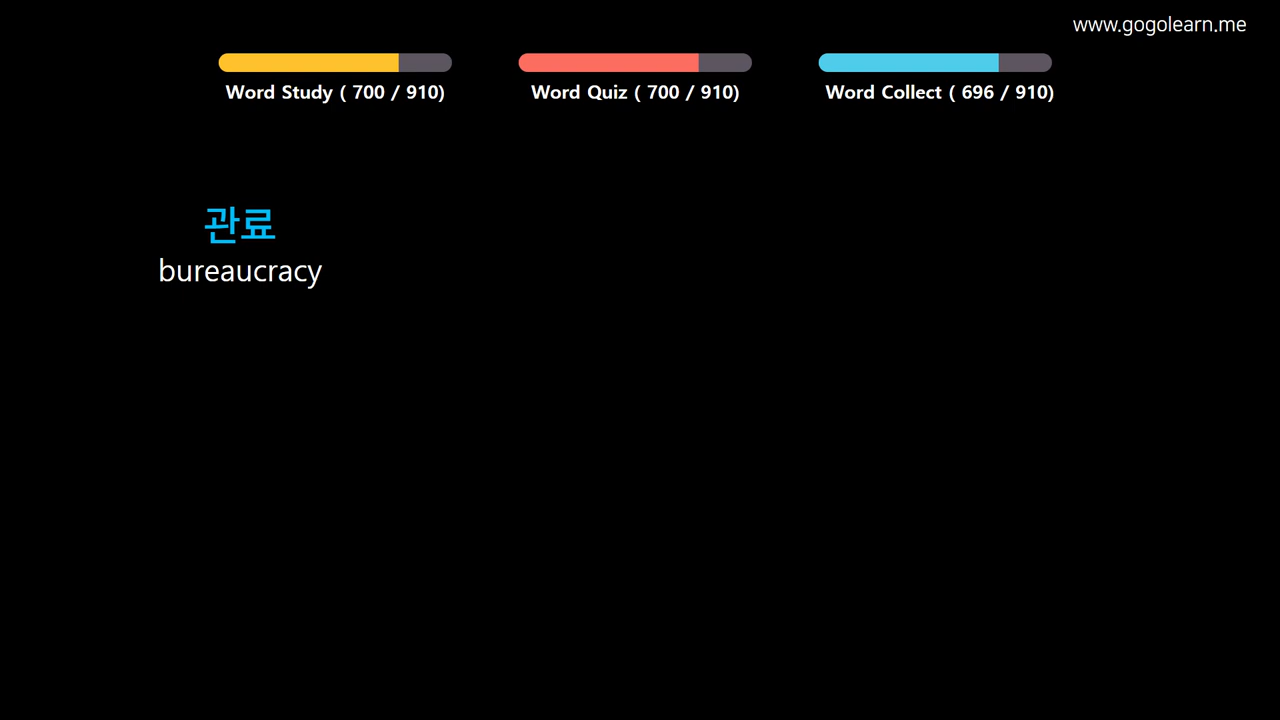 www.gogolearn.me
Word Study ( 700 / 910)
Word Quiz ( 700 / 910)
Word Collect ( 696 / 910)
관료
bureaucracy